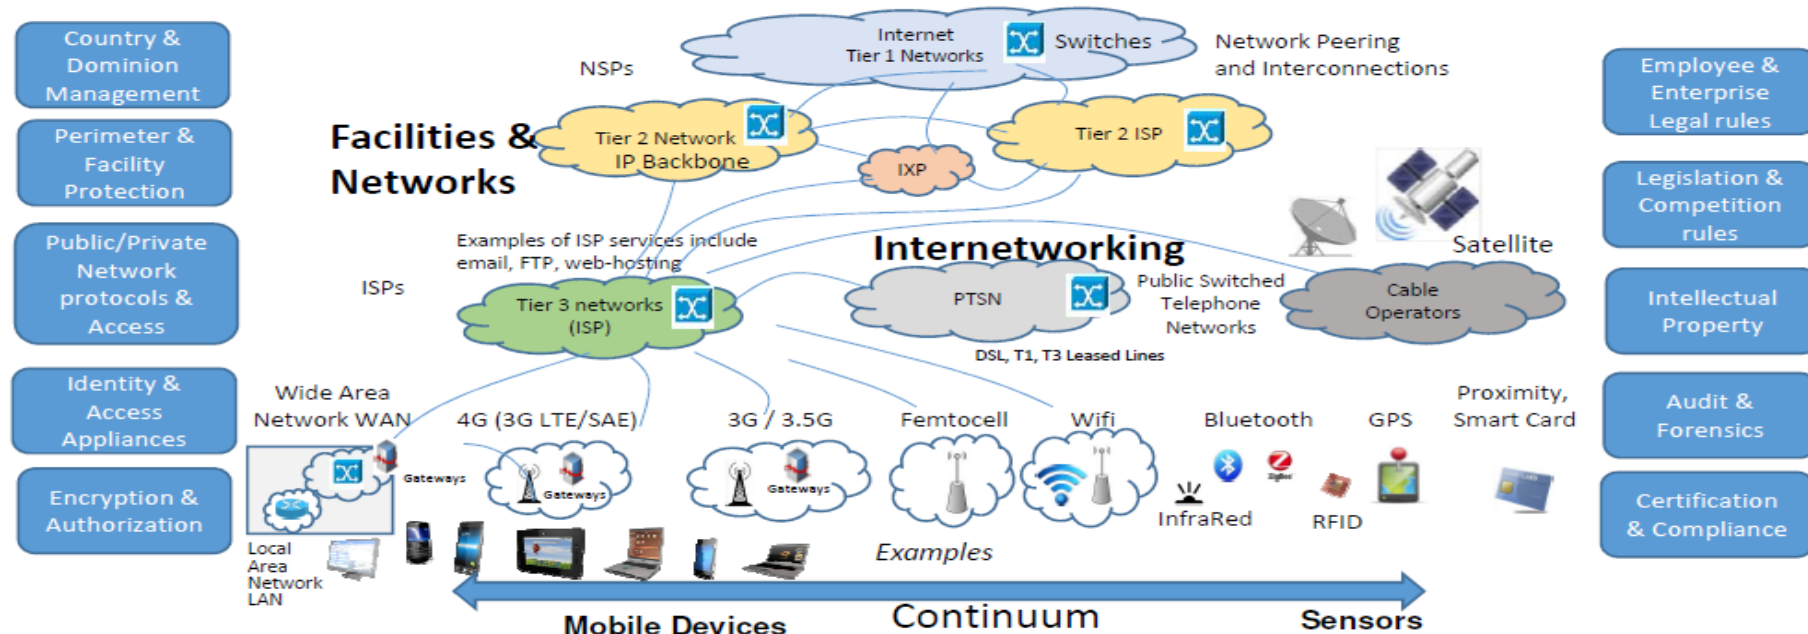 Country &
Dominion
Management
Perimeter &
Facility
Protection
Public/Private
Network
protocols &
Access
Identity &
Access
Appliances
Encryption &
Authorization
Internet
Tier 1 Networks
Switches
Network Peering
and Interconnections
NSPs
Facilities &
Networks
Tier 2 Network
IP Backbone
IXP
Tier 2 ISP
Examples of ISP services include
email, FTP, web-hosting
Internetworking
Satellite
ISPs
Tier 3 networks
(ISP)
PTSN
Public Switched
Telephone
Networks
Cable
Operators
DSL, T1, T3 Leased Lines
Wide Area
Network WAN
4G (3G LTE/SAE)
3G / 3.5G
Femtocell
Wifi
Bluetooth
GPS
Proximity,
Smart Card
Gateways
Gateways
Gateways
InfraRed
RFID
Local
Area
Network
LAN
Examples
Continuum
Mobile Devices
Sensors
Employee &
Enterprise
Legal rules
Legislation &
Competition
rules
Intellectual
Property
Audit &
Forensics
Certification
& Compliance